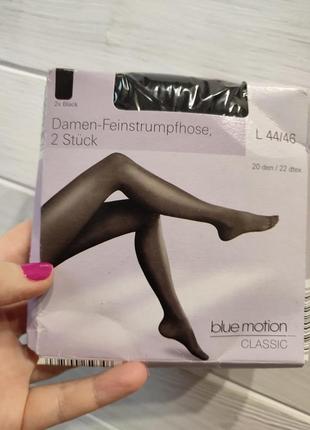 2x Black
Damen-Feinstrumpfhose,
2 Stück
L 44/46
20 den / 22 dtex
blue motion
CLASSIC